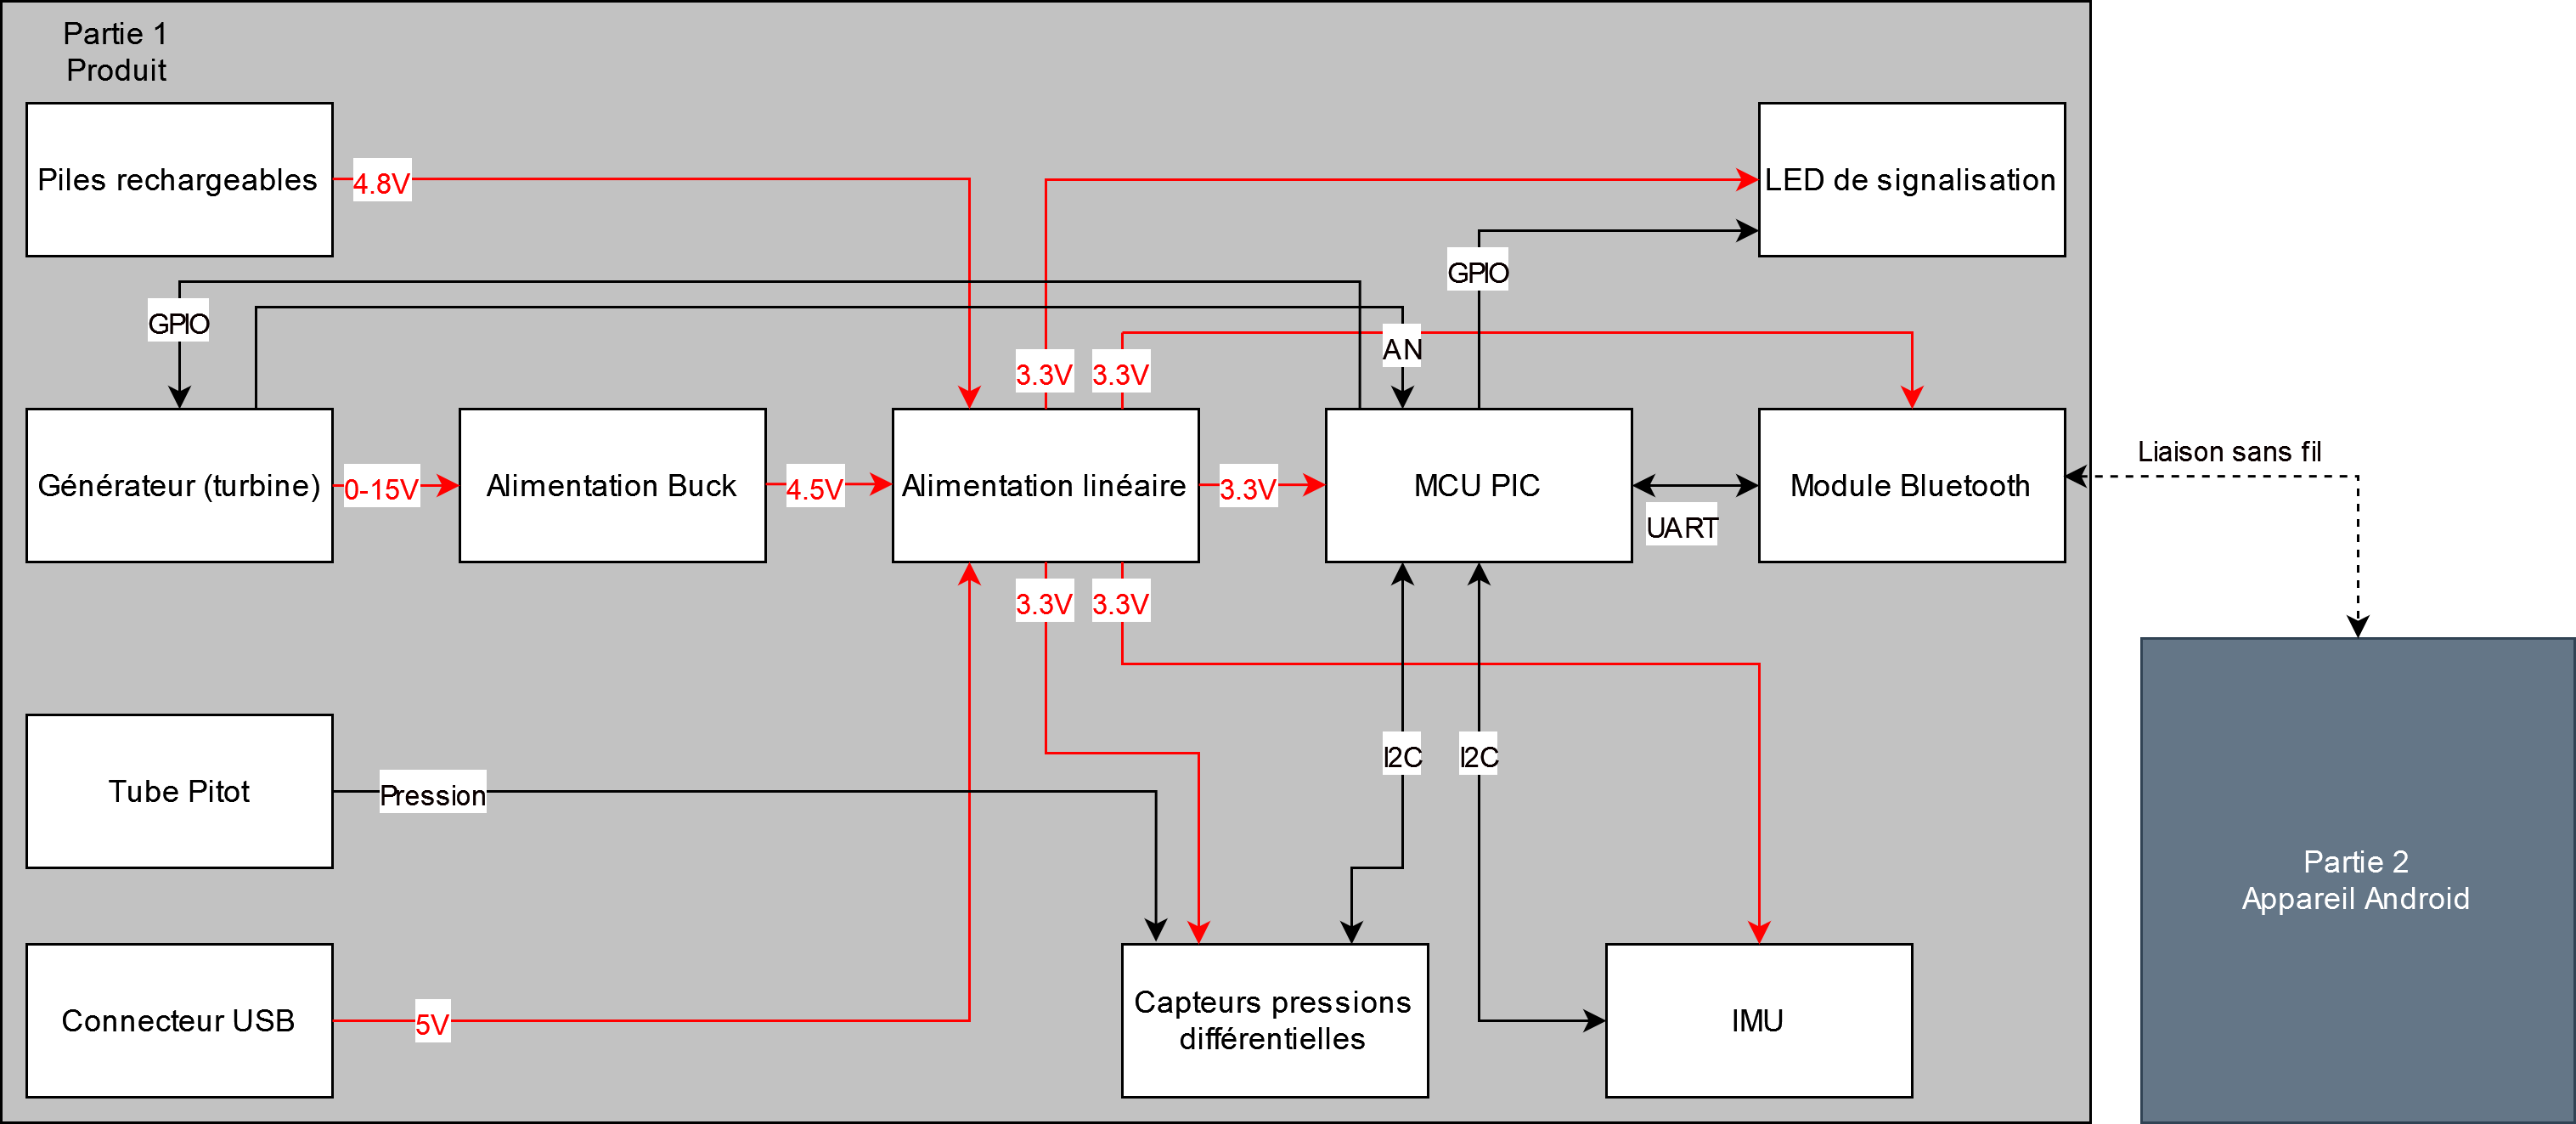 Partie 1
Produit
Piles rechargeables
4.8V
LED de signalisation
GPIO
GPIO
AN
3.3V
3.3V
Générateur (turbine)
0-15V
Alimentation Buck
4.5V
Alimentation linéaire
3.3V
MCU PIC
UART
Module Bluetooth
Liaison sans fil
3.3V
3.3V
I2C
I2C
Tube Pitot
Pression
Partie 2
Appareil Android
Connecteur USB
5V
Capteurs pressions
différentielles
IMU